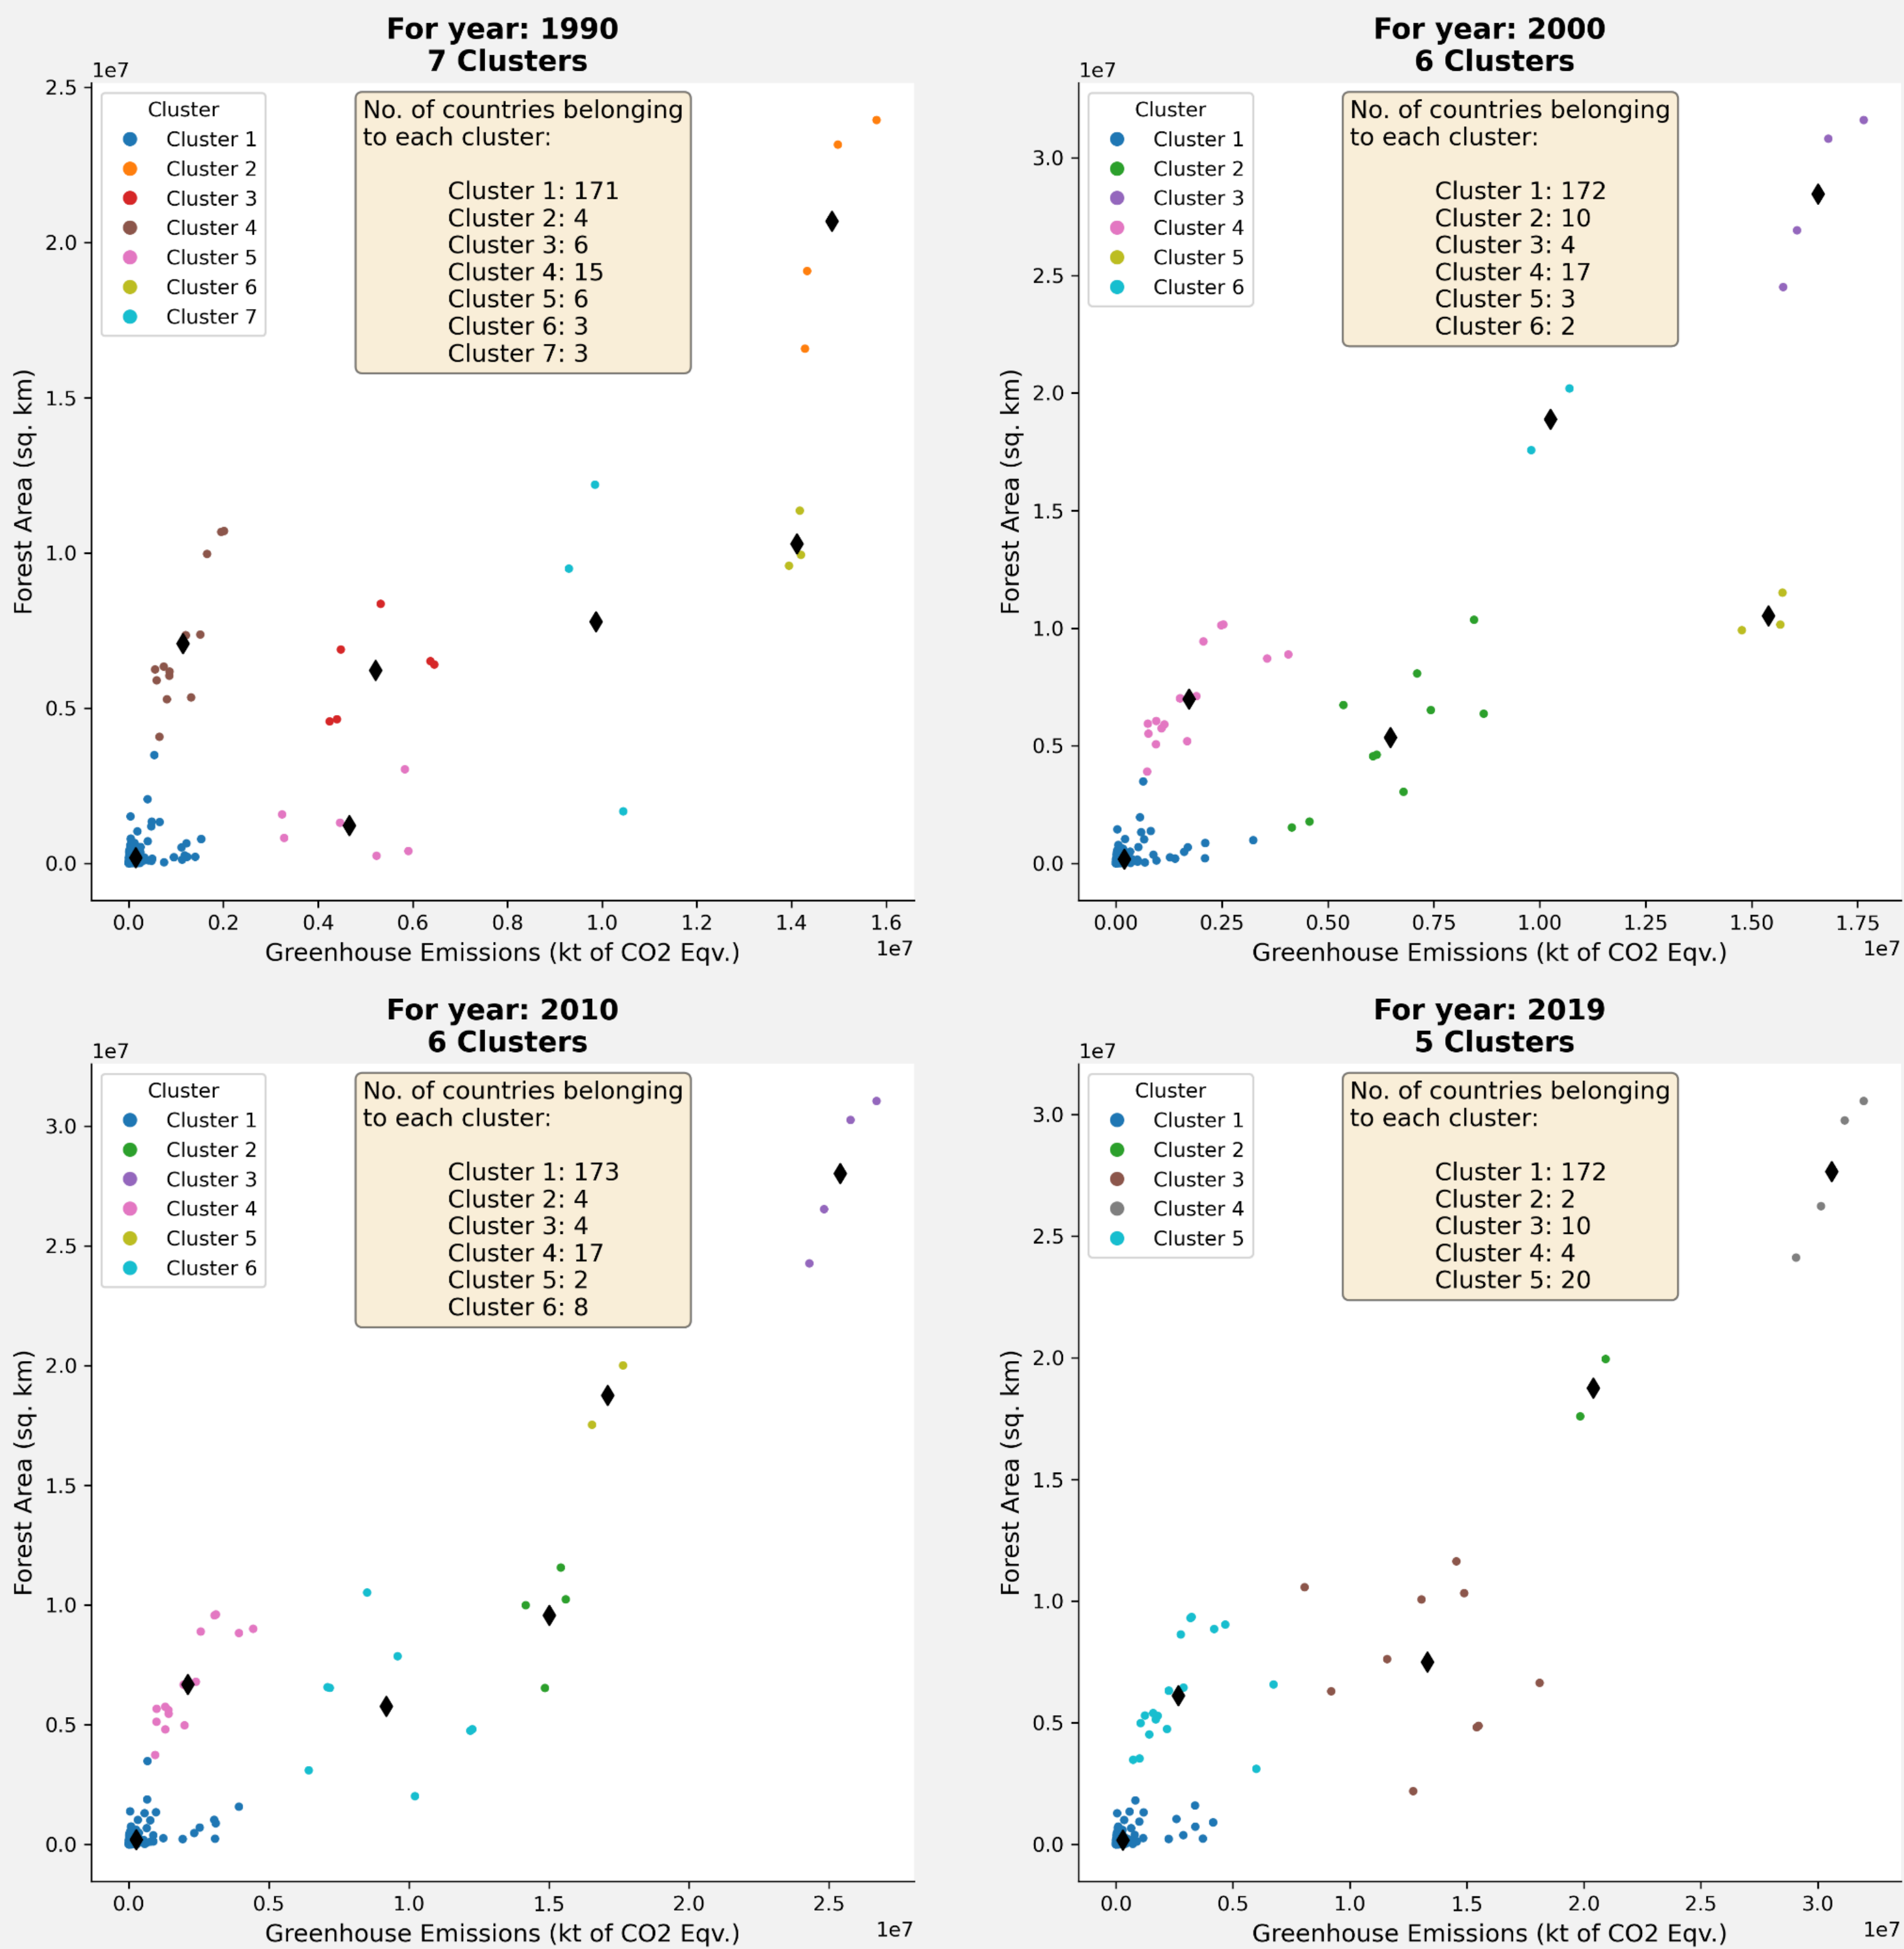 For year: 1990
7 Clusters
1e7
2.5
2.0
1.5
1.0
0.5
0.0
Forest Area (sq. km)
Cluster
Cluster 1
Cluster 2
Cluster 3
Cluster 4
Cluster 5
Cluster 6
Cluster 7
No. of countries belonging
to each cluster:
Cluster 1: 171
Cluster 2: 4
Cluster 3: 6
Cluster 4: 15
Cluster 5: 6
Cluster 6: 3
Cluster 7: 3
0.0 0.2 0.4 0.6 0.8 1.0 1.2 1.4 1.6
Greenhouse Emissions (kt of CO2 Eqv.)
1e7
For year: 2000
6 Clusters
1e7
3.0
2.5
2.0
1.5
1.0
0.5
0.0
Forest Area (sq. km)
Cluster
Cluster 1
Cluster 2
Cluster 3
Cluster 4
Cluster 5
Cluster 6
No. of countries belonging
to each cluster:
Cluster 1: 172
Cluster 2: 10
Cluster 3: 4
Cluster 4: 17
Cluster 5: 3
Cluster 6: 2
0.00 0.25 0.50 0.75 1.00 1.25 1.50 1.75
Greenhouse Emissions (kt of CO2 Eqv.)
1e7
For year: 2010
6 Clusters
1e7
3.0
2.5
2.0
1.5
1.0
0.5
0.0
Forest Area (sq. km)
Cluster
Cluster 1
Cluster 2
Cluster 3
Cluster 4
Cluster 5
Cluster 6
No. of countries belonging
to each cluster:
Cluster 1: 173
Cluster 2: 4
Cluster 3: 4
Cluster 4: 17
Cluster 5: 2
Cluster 6: 8
0.0 0.5 1.0 1.5 2.0 2.5
Greenhouse Emissions (kt of CO2 Eqv.)
1e7
For year: 2019
5 Clusters
1e7
3.0
2.5
2.0
1.5
1.0
0.5
0.0
Forest Area (sq. km)
Cluster
Cluster 1
Cluster 2
Cluster 3
Cluster 4
Cluster 5
No. of countries belonging
to each cluster:
Cluster 1: 172
Cluster 2: 2
Cluster 3: 10
Cluster 4: 4
Cluster 5: 20
0.0 0.5 1.0 1.5 2.0 2.5 3.0
Greenhouse Emissions (kt of CO2 Eqv.)
1e7